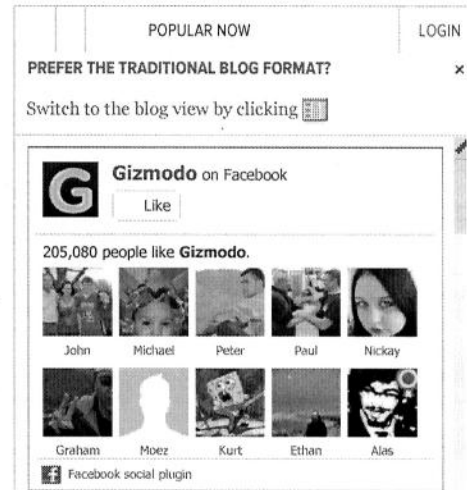 POPULAR NOW LOGIN
PREFER THE TRADITIONAL BLOG FORMAT? ×
Switch to the blog view by clicking
G
Gizmodo on Facebook
Like
205,080 people like Gizmodo.
John Michael Peter Paul Nickay
Graham Moez Kurt Ethan Alas
f Facebook social plugin